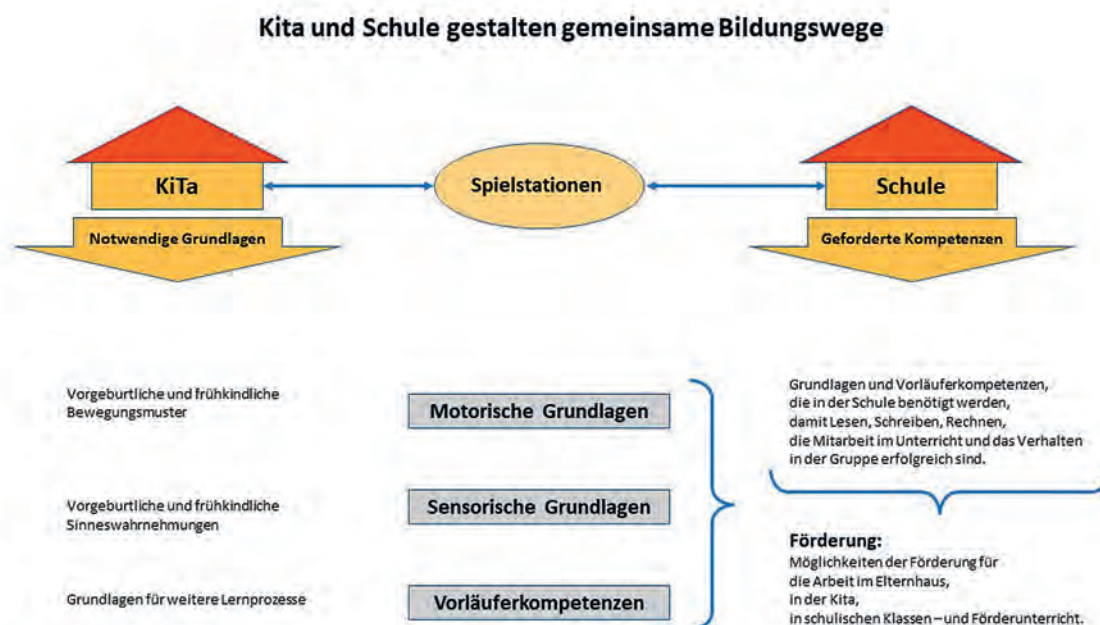 Kita und Schule gestalten gemeinsame Bildungswege
KiTa
Spielstationen
Schule
Notwendige Grundlagen
Geforderte Kompetenzen
Vorgeburtliche und frühkindliche
Bewegungsmuster
Motorische Grundlagen
Grundlagen und Vorläuferkompetenzen,
die in der Schule benötigt werden,
damit Lesen, Schreiben, Rechnen,
die Mitarbeit im Unterricht und das Verhalten
in der Gruppe erfolgreich sind.
Vorgeburtliche und frühkindliche
Sinneswahrnehmungen
Sensorische Grundlagen
Grundlagen für weitere Lernprozesse
Vorläuferkompetenzen
Förderung:
Möglichkeiten der Förderung für
die Arbeit im Elternhaus,
in der Kita,
in schulischen Klassen – und Förderunterricht.